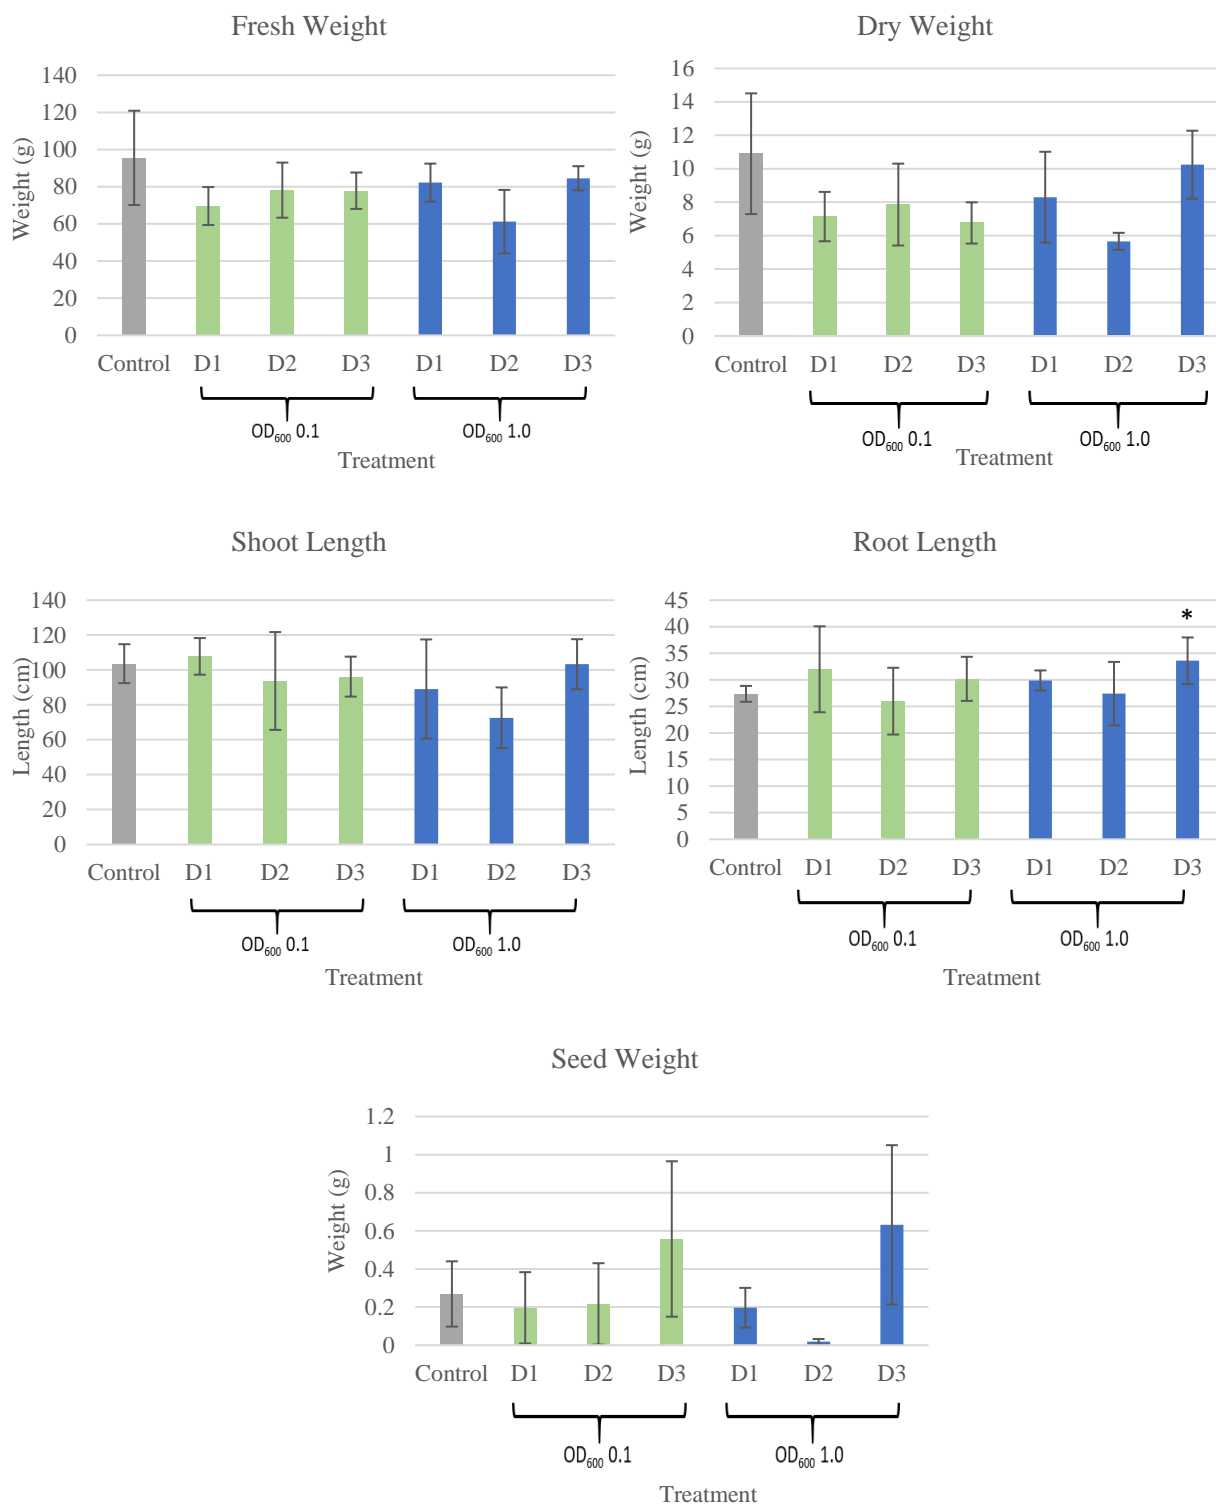 Fresh Weight
Weight (g)
140
120
100
80
60
40
20
0
Control D1 D2 D3 D1 D2 D3
OD600 0.1 OD600 1.0
Treatment
Dry Weight
Weight (g)
16
14
12
10
8
6
4
2
0
Control D1 D2 D3 D1 D2 D3
OD600 0.1 OD600 1.0
Treatment
Shoot Length
Length (cm)
140
120
100
80
60
40
20
0
Control D1 D2 D3 D1 D2 D3
OD600 0.1 OD600 1.0
Treatment
Root Length
Length (cm)
45
40
35
30
25
20
15
10
5
0
*
Control D1 D2 D3 D1 D2 D3
OD600 0.1 OD600 1.0
Treatment
Seed Weight
Weight (g)
1.2
1
0.8
0.6
0.4
0.2
0
Control D1 D2 D3 D1 D2 D3
OD600 0.1 OD600 1.0
Treatment